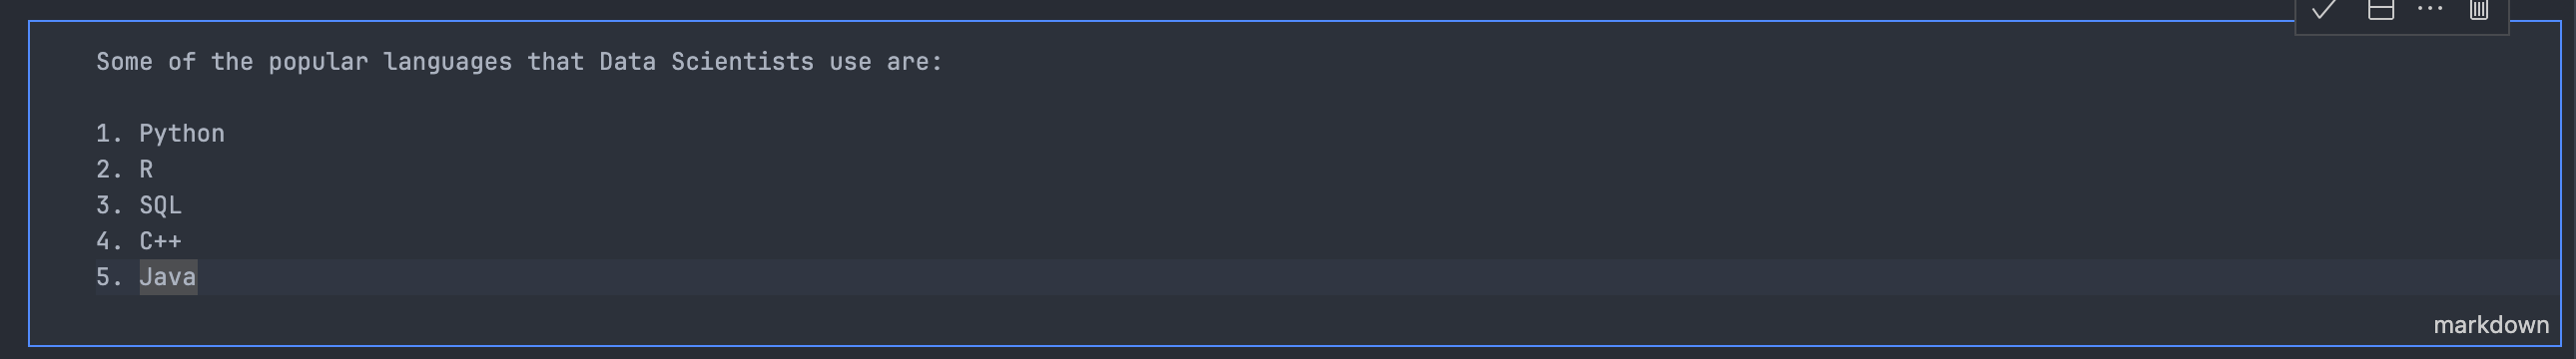 Some of the popular languages that Data Scientists use are:
1. Python
2. R
3. SQL
4. C++
5. Java
markdown